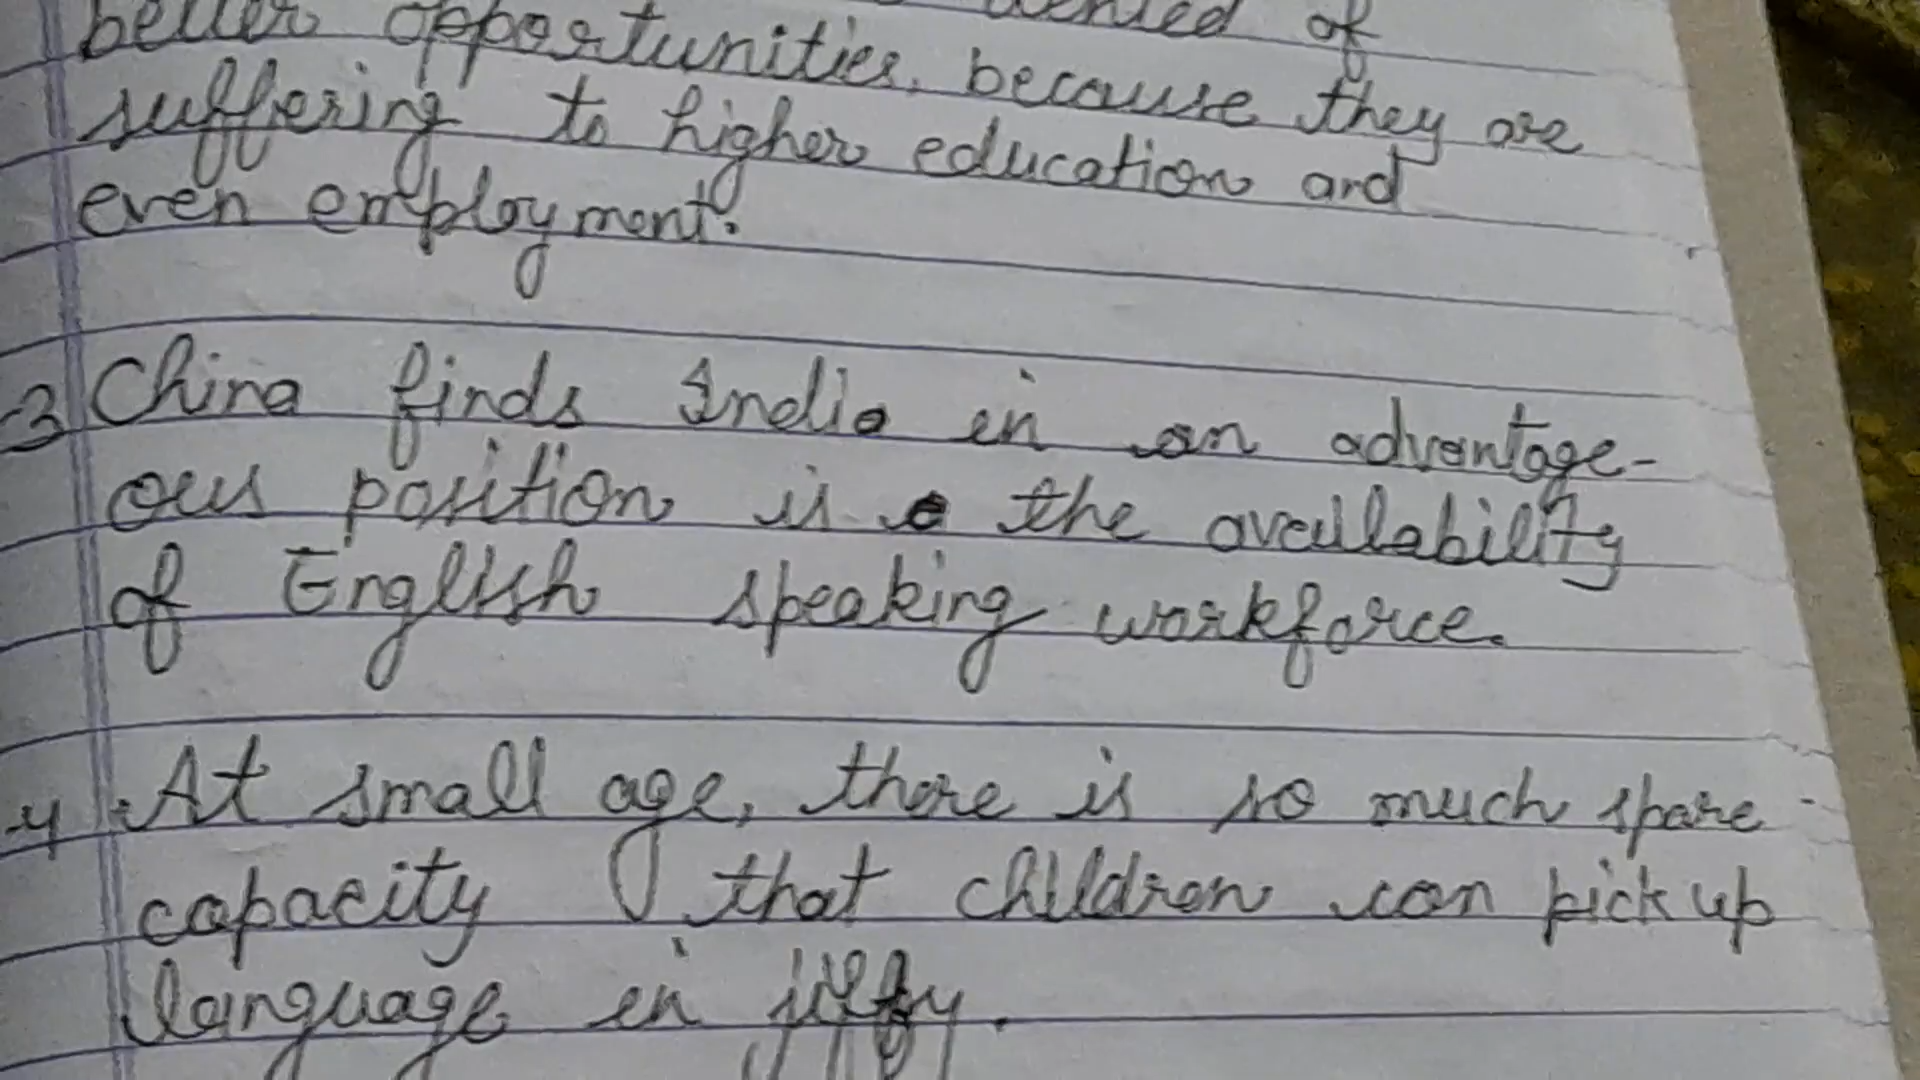 denied of
better opportunities, because they are
suffering to higher education and
even employment.
3 China finds India in an advantage-
ous position is the availability
of English speaking workforce.
4. At small age, there is so much spare
capacity that children can pick up
language in jiffy.